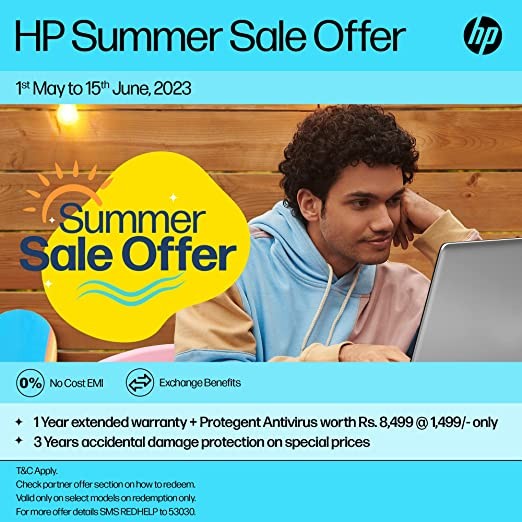 HP Summer Sale Offer
hp
1st May to 15th June, 2023
Summer
Sale Offer
0% No Cost EMI Exchange Benefits
1 Year extended warranty + Protegent Antivirus worth Rs. 8,499 @ 1,499/- only
3 Years accidental damage protection on special prices
T&C Apply.
Check partner offer section on how to redeem.
Valid only on select models on redemption only.
For more offer details SMS REDHELP to 53030.